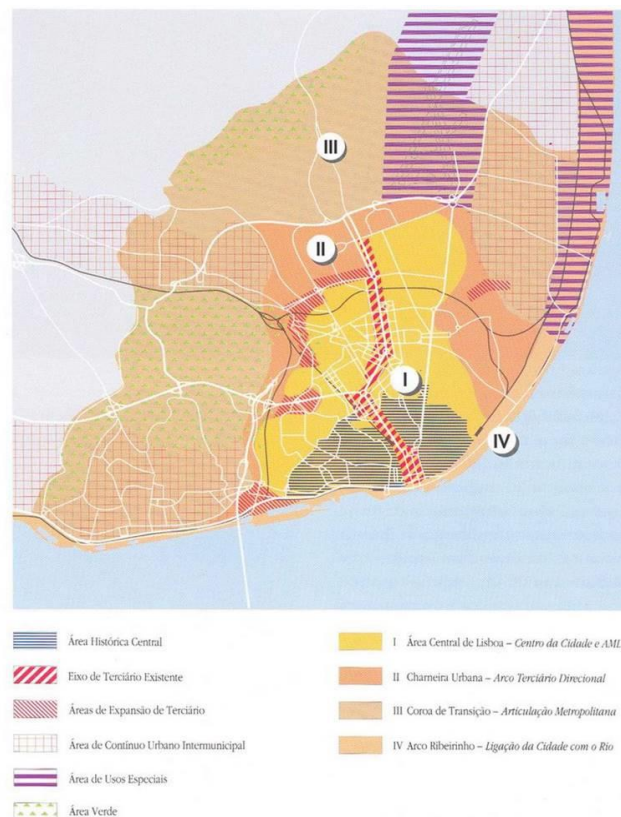 III
II
I
IV
Área Histórica Central
Eixo de Terciário Existente
Áreas de Expansão de Terciário
Área de Contínuo Urbano Intermunicipal
Área de Usos Especiais
Área Verde
I Área Central de Lisboa – Centro da Cidade e AML
II Charneira Urbana – Arco Terciário Direcional
III Coroa de Transição – Articulação Metropolitana
IV Arco Ribeirinho – Ligação da Cidade com o Rio